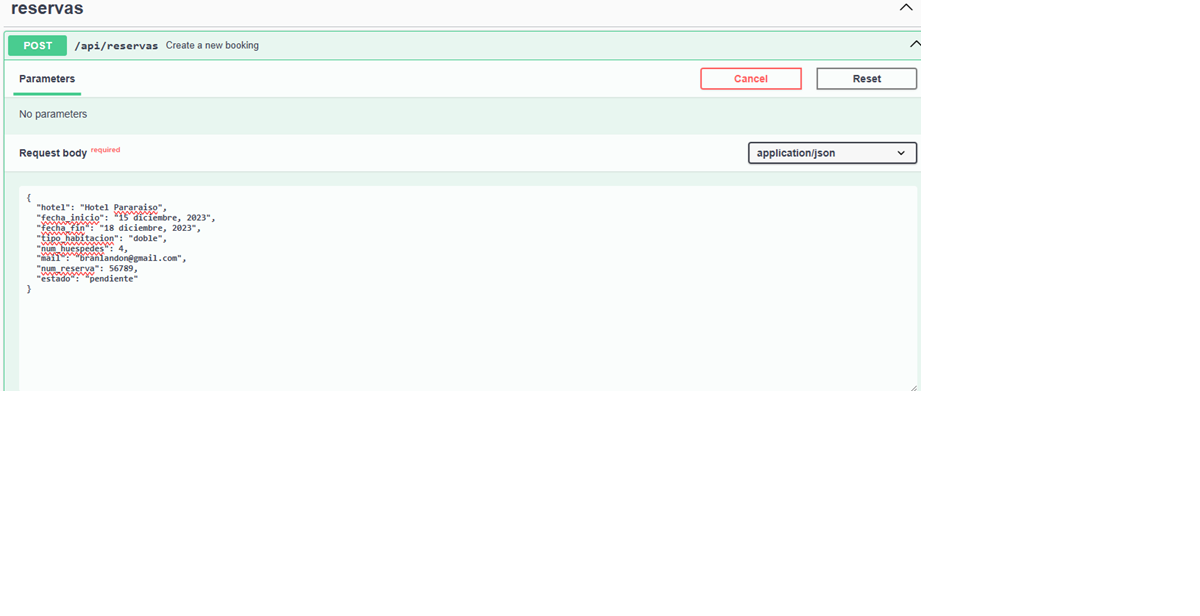 reservas
POST /api/reservas Create a new booking
Parameters
Cancel
Reset
No parameters
Request body required
application/json
{
"hotel": "Hotel Pararaiso",
"fecha_inicio": "15 diciembre, 2023",
"fecha_fin": "18 diciembre, 2023",
"tipo_habitacion": "doble",
"num_huespedes": 4,
"mail": "branlandon@gmail.com",
"num_reserva": 56789,
"estado": "pendiente"
}